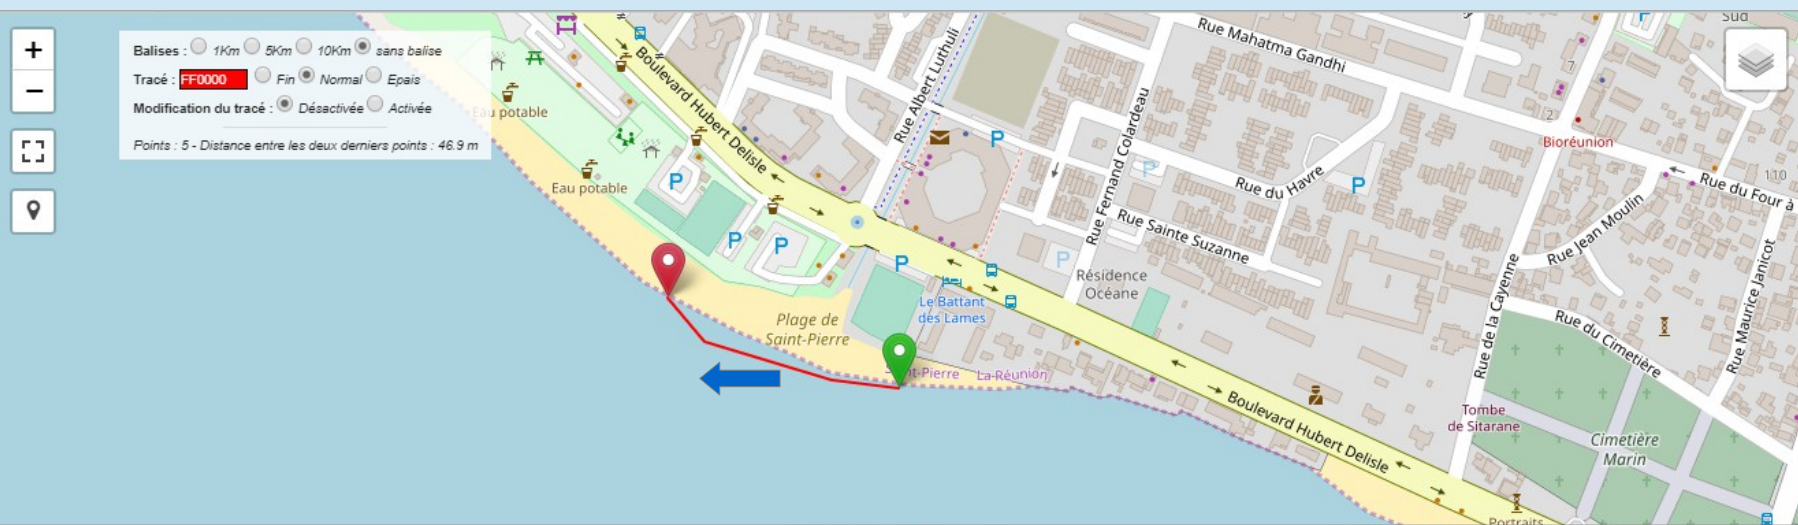 +
−
Balises : 1Km 5Km 10Km sans balise
Tracé : FF0000 Fin Normal Epais
Modification du tracé : Désactivée Activée
Points : 5 - Distance entre les deux derniers points : 46.9 m
Eau potable
Eau potable
Boulevard Hubert Delisle
Rue Albert Luthuli
Rue Mahatma Gandhi
Sud
Rue Fernand Colardeau
Rue du Havre
Rue Sainte Suzanne
7
2
Bioréunion
110
Rue du Four à
Rue Jean Moulin
Rue Maurice Janicot
Rue de la Cayenne
Rue du Cimetière
P
P
P
P
P
P
P
P
Résidence
Océane
Le Battant
des Lames
Plage de
Saint-Pierre
La Réunion
Boulevard Hubert Delisle
Tombe
de Sitarane
Cimetière
Marin
Portraits